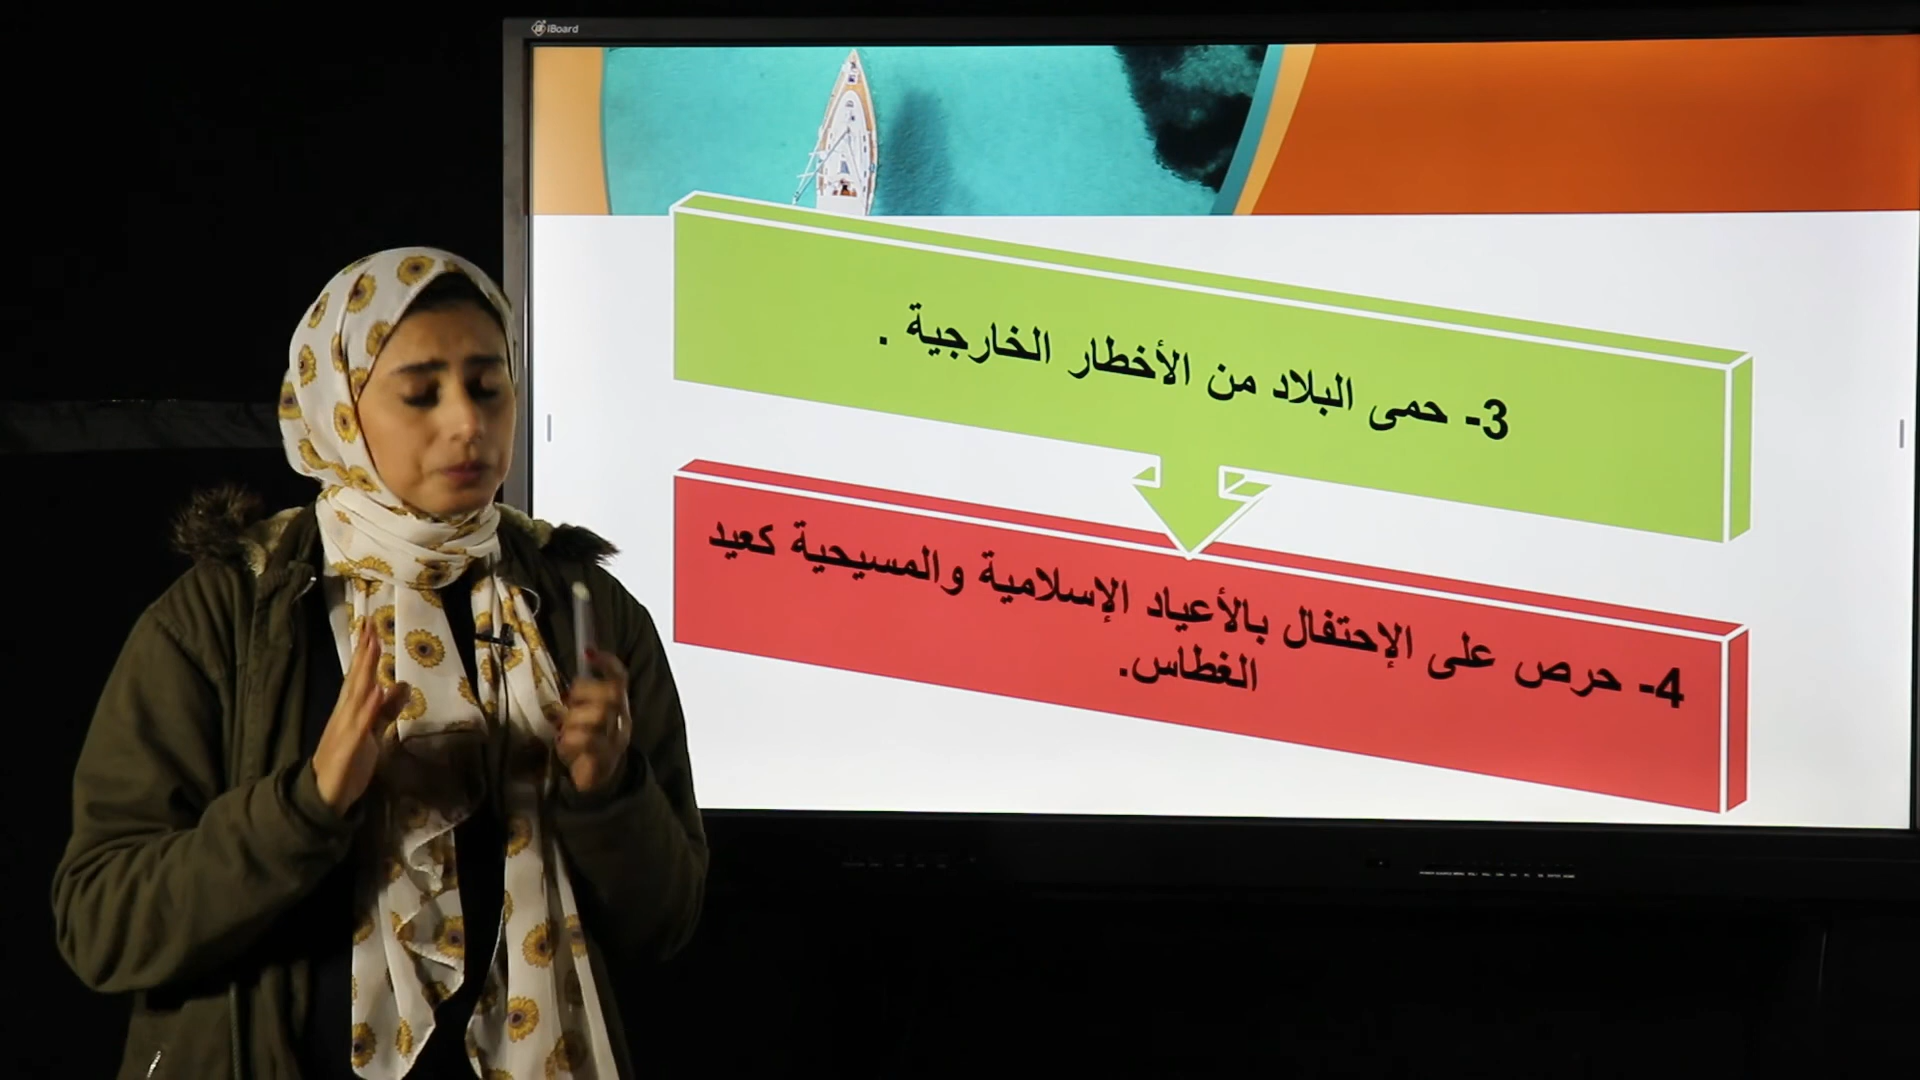 iBoard
3- حمى البلاد من الأخطار الخارجية .
4- حرص على الإحتفال بالأعياد الإسلامية والمسيحية كعيد
الغطاس.